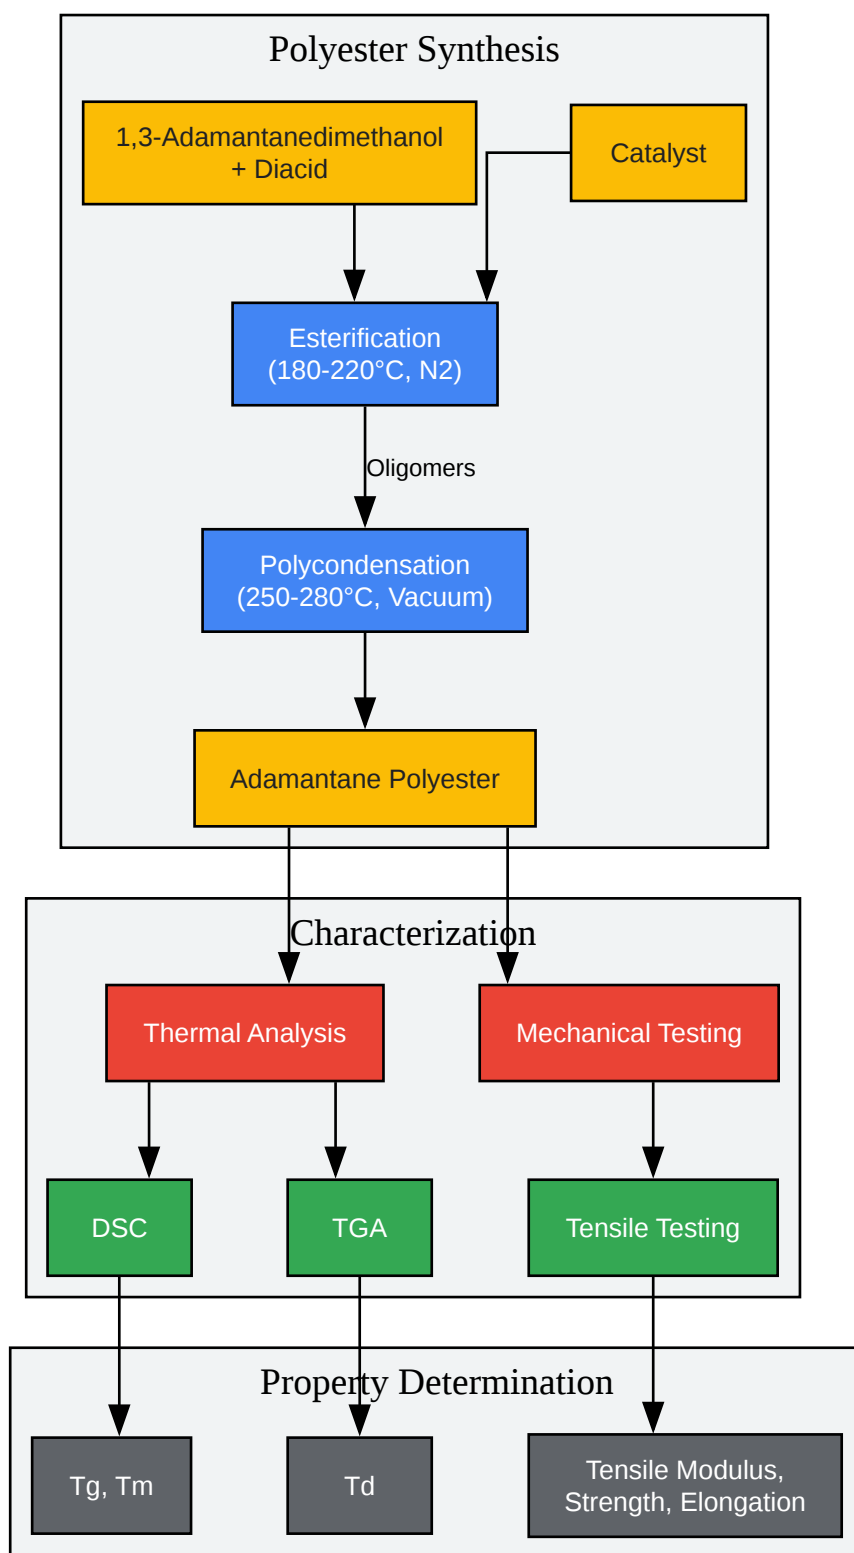 Polyester Synthesis
1,3-Adamantanedimethanol
+ Diacid
Catalyst
Esterification
(180-220°C, N2)
Oligomers
Polycondensation
(250-280°C, Vacuum)
Adamantane Polyester
Characterization
Thermal Analysis
Mechanical Testing
DSC
TGA
Tensile Testing
Property Determination
Tg, Tm
Td
Tensile Modulus,
Strength, Elongation